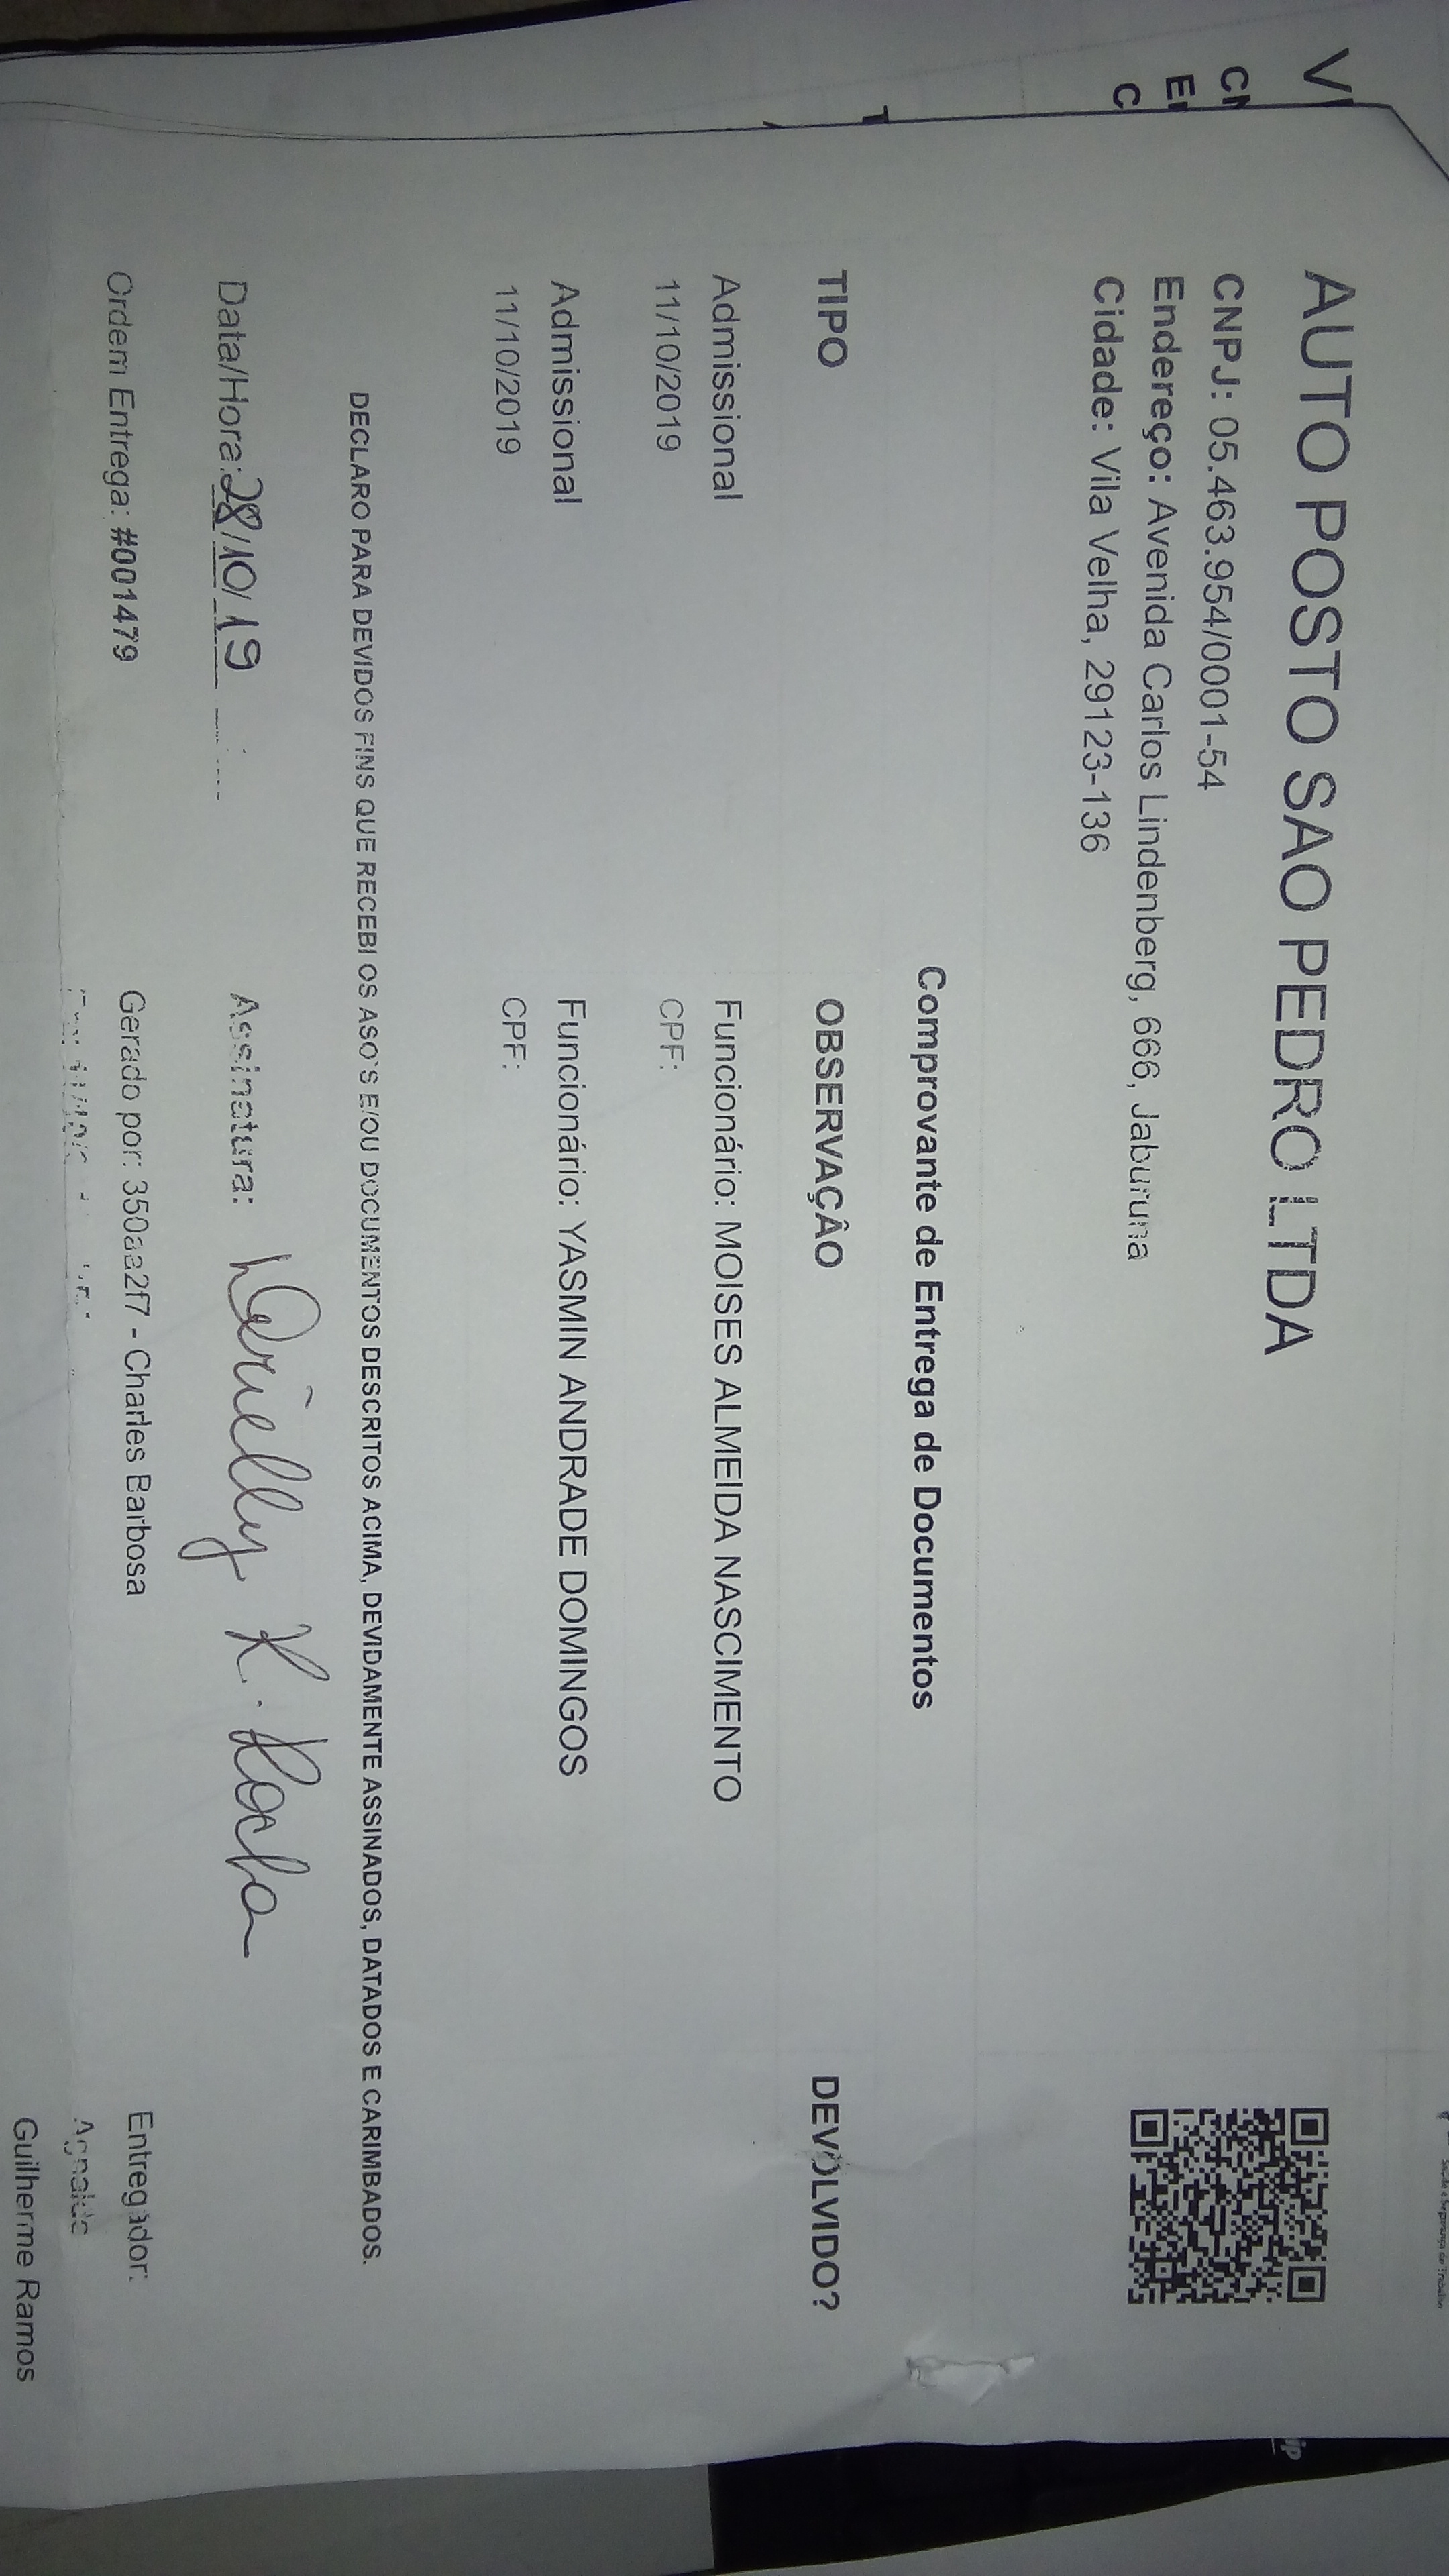 AUTO POSTO SAO PEDRO LTDA
CNPJ: 05.463.954/0001-54
Endereço: Avenida Carlos Lindenberg, 666, Jaburuna
Cidade: Vila Velha, 29123-136
Comprovante de Entrega de Documentos
TIPO OBSERVAÇÃO DEVOLVIDO?
Admissional Funcionário: MOISES ALMEIDA NASCIMENTO
11/10/2019 CPF:
Admissional Funcionário: YASMIN ANDRADE DOMINGOS
11/10/2019 CPF:
DECLARO PARA DEVIDOS FINS QUE RECEBI OS ASO'S E/OU DOCUMENTOS DESCRITOS ACIMA, DEVIDAMENTE ASSINADOS, DATADOS E CARIMBADOS.
Data/Hora: 28/10/19 Assinatura: Drielly K. Rocha
Ordem Entrega: #001479 Gerado por: 350aa2f7 - Charles Barbosa Entregador:
Agnaldo
Guilherme Ramos